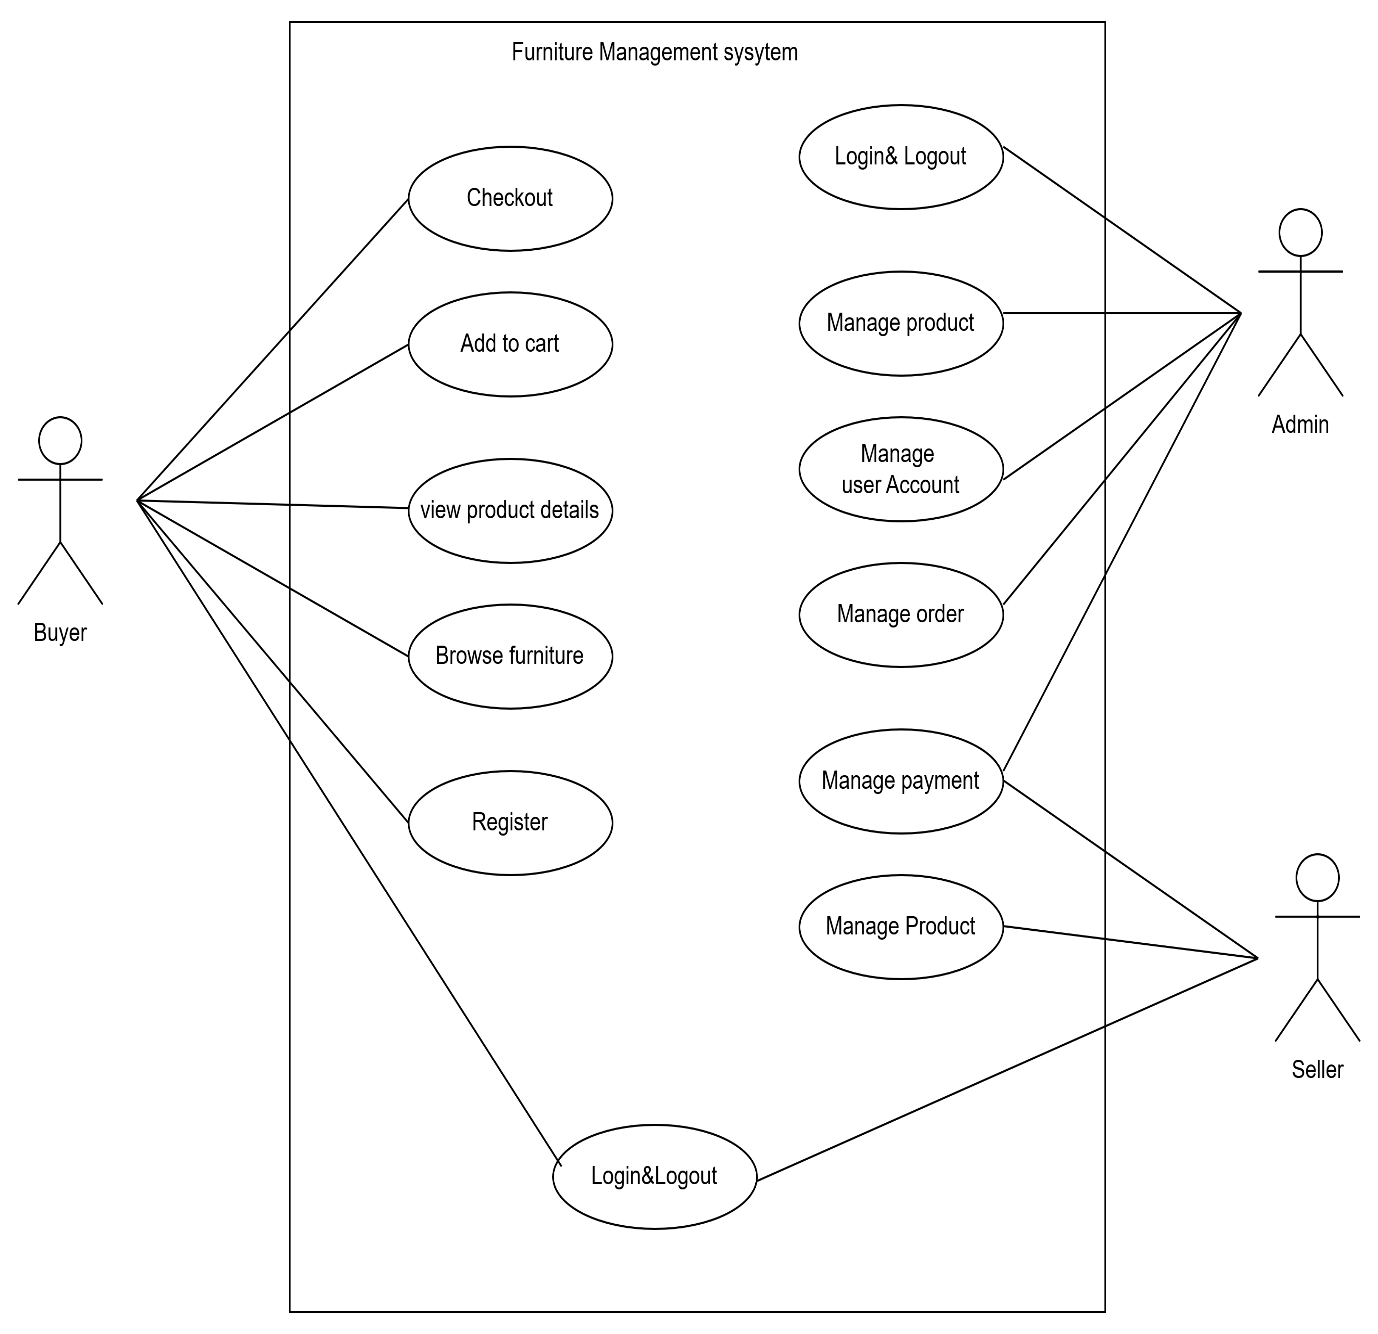 Furniture Management sysytem
Login& Logout
Checkout
Manage product
Add to cart
Admin
Manage
user Account
view product details
Manage order
Buyer
Browse furniture
Manage payment
Register
Manage Product
Seller
Login&Logout